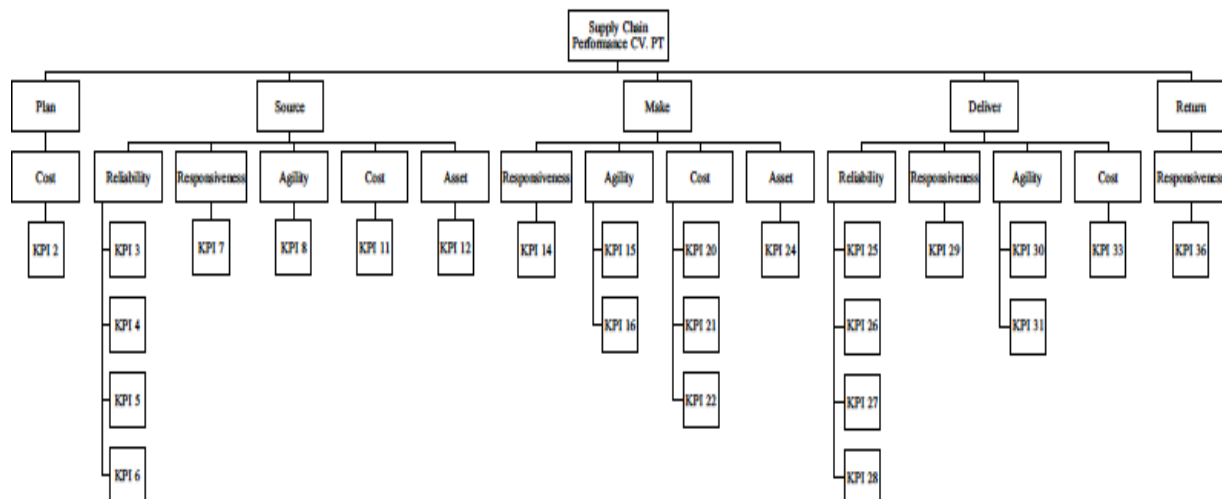 Supply Chain
Performance CV. PT
Plan
Source
Make
Deliver
Return
Cost
Reliability
Responsiveness
Agility
Cost
Asset
Responsiveness
Agility
Cost
Asset
Reliability
Responsiveness
Agility
Cost
Responsiveness
KPI 2
KPI 3
KPI 7
KPI 8
KPI 11
KPI 12
KPI 14
KPI 15
KPI 20
KPI 24
KPI 25
KPI 29
KPI 30
KPI 33
KPI 36
KPI 4
KPI 16
KPI 21
KPI 26
KPI 31
KPI 5
KPI 22
KPI 27
KPI 6
KPI 28